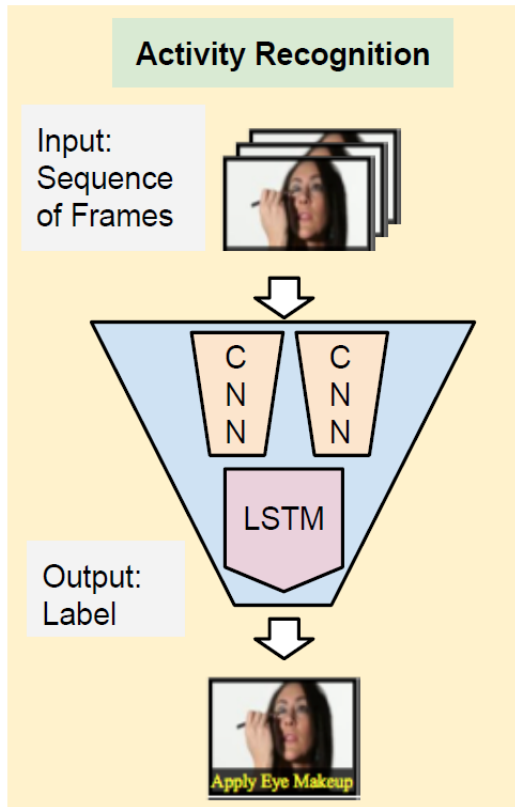 Activity Recognition
Input:
Sequence
of Frames
C
N
N
C
N
N
LSTM
Output:
Label
Apply Eye Makeup